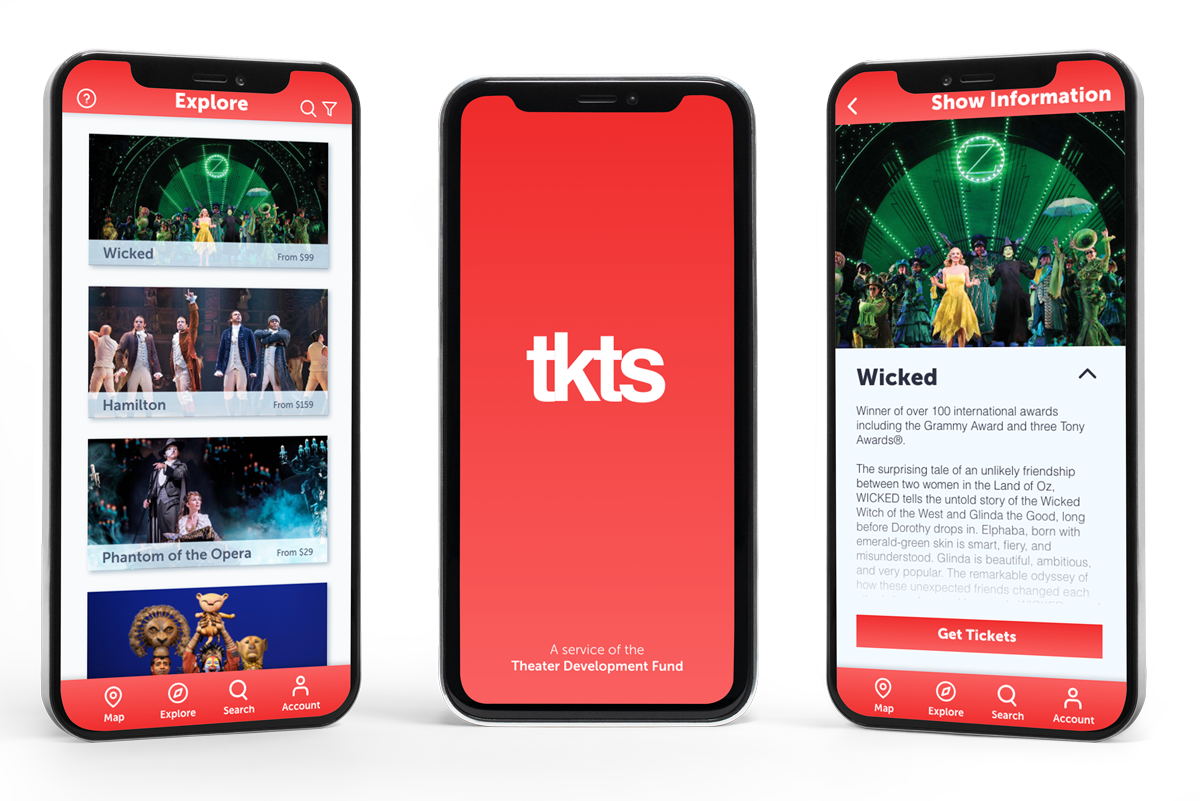 Explore
Wicked
From $99
Hamilton
From $159
Phantom of the Opera
From $29
Map
Explore
Search
Account
tkts
A service of the
Theater Development Fund
Show Information
Wicked
Winner of over 100 international awards
including the Grammy Award and three Tony
Awards®.
The surprising tale of an unlikely friendship
between two women in the Land of Oz,
WICKED tells the untold story of the Wicked
Witch of the West and Glinda the Good, long
before Dorothy drops in. Elphaba, born with
emerald-green skin is smart, fiery, and
misunderstood. Glinda is beautiful, ambitious,
and very popular. The remarkable odyssey of
how these unexpected friends changed each
Get Tickets
Map
Explore
Search
Account